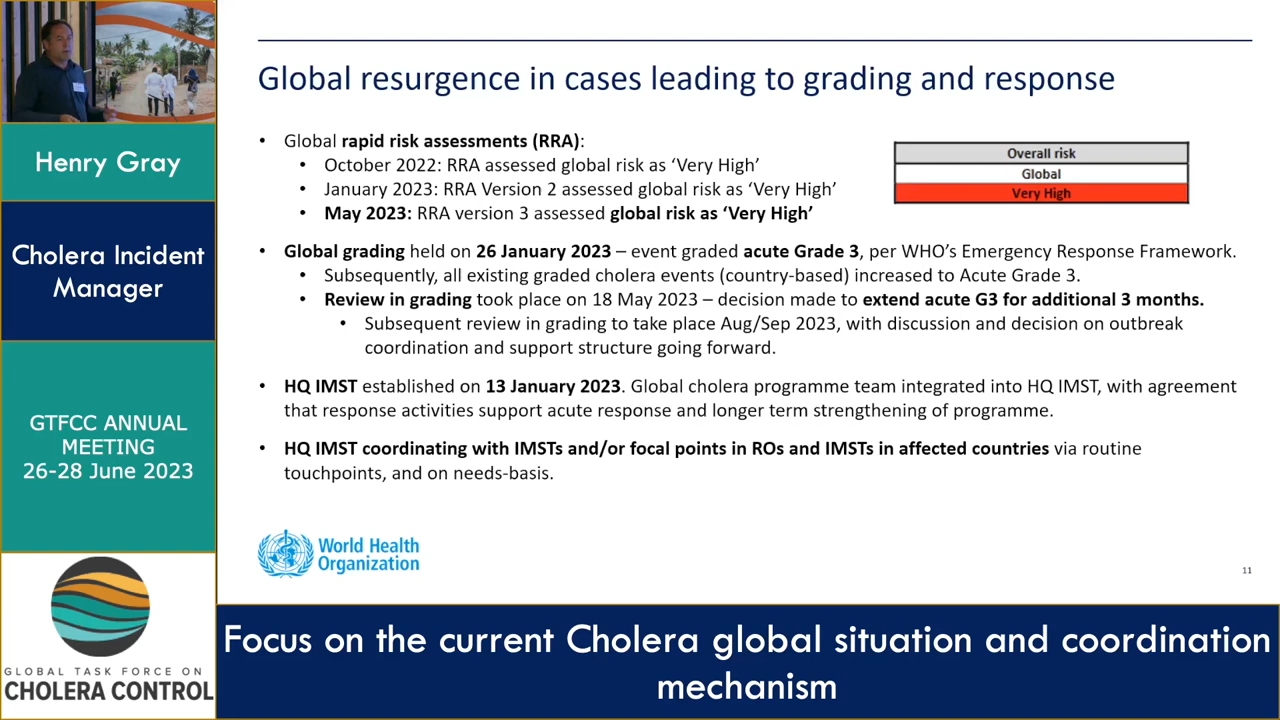 Henry Gray
Cholera Incident
Manager
GTFCC ANNUAL
MEETING
26-28 June 2023
GLOBAL TASK FORCE ON
CHOLERA CONTROL
Global resurgence in cases leading to grading and response
• Global rapid risk assessments (RRA):
• October 2022: RRA assessed global risk as ‘Very High’
• January 2023: RRA Version 2 assessed global risk as ‘Very High’
• May 2023: RRA version 3 assessed global risk as ‘Very High’
Overall risk
Global
Very High
• Global grading held on 26 January 2023 – event graded acute Grade 3, per WHO’s Emergency Response Framework.
• Subsequently, all existing graded cholera events (country-based) increased to Acute Grade 3.
• Review in grading took place on 18 May 2023 – decision made to extend acute G3 for additional 3 months.
• Subsequent review in grading to take place Aug/Sep 2023, with discussion and decision on outbreak
coordination and support structure going forward.
• HQ IMST established on 13 January 2023. Global cholera programme team integrated into HQ IMST, with agreement
that response activities support acute response and longer term strengthening of programme.
• HQ IMST coordinating with IMSTs and/or focal points in ROs and IMSTs in affected countries via routine
touchpoints, and on needs-basis.
World Health
Organization
11
Focus on the current Cholera global situation and coordination
mechanism